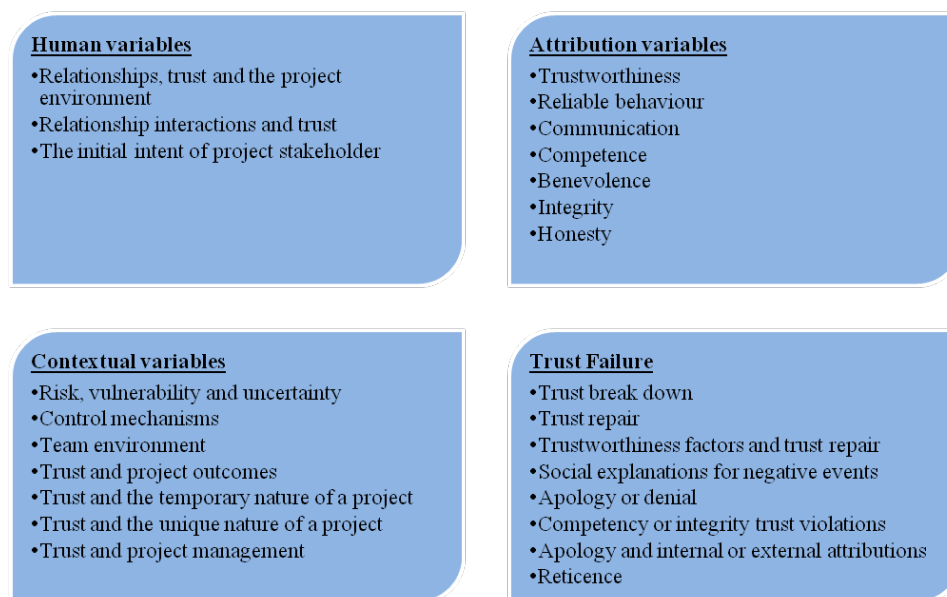 Human variables
•Relationships, trust and the project
environment
•Relationship interactions and trust
•The initial intent of project stakeholder
Attribution variables
•Trustworthiness
•Reliable behaviour
•Communication
•Competence
•Benevolence
•Integrity
•Honesty
Contextual variables
•Risk, vulnerability and uncertainty
•Control mechanisms
•Team environment
•Trust and project outcomes
•Trust and the temporary nature of a project
•Trust and the unique nature of a project
•Trust and project management
Trust Failure
•Trust break down
•Trust repair
•Trustworthiness factors and trust repair
•Social explanations for negative events
•Apology or denial
•Competency or integrity trust violations
•Apology and internal or external attributions
•Reticence